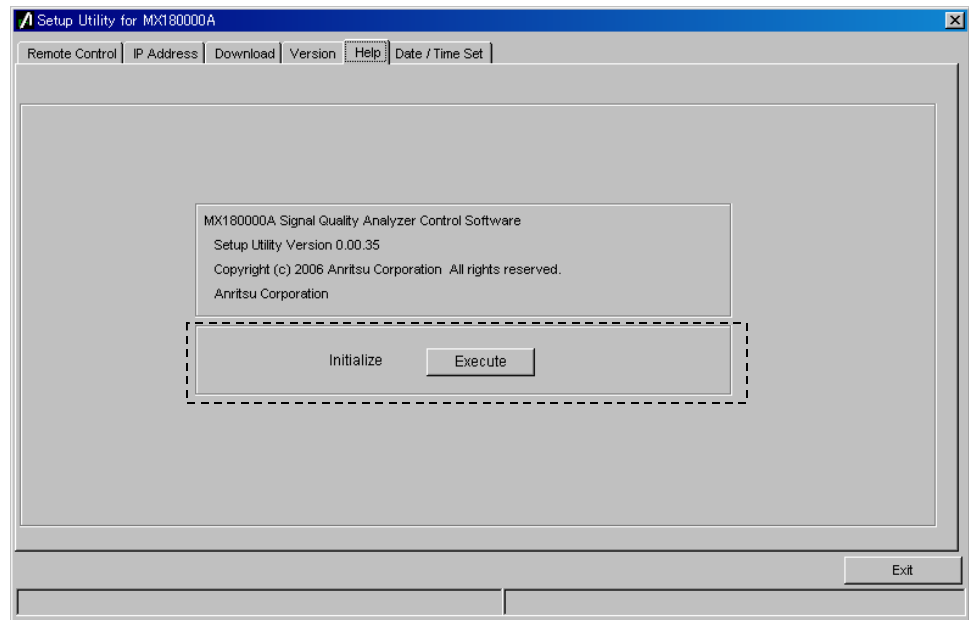 Setup Utility for MX180000A
Remote Control IP Address Download Version Help Date / Time Set
MX180000A Signal Quality Analyzer Control Software
Setup Utility Version 0.00.35
Copyright (c) 2006 Anritsu Corporation All rights reserved.
Anritsu Corporation
Initialize Execute
Exit